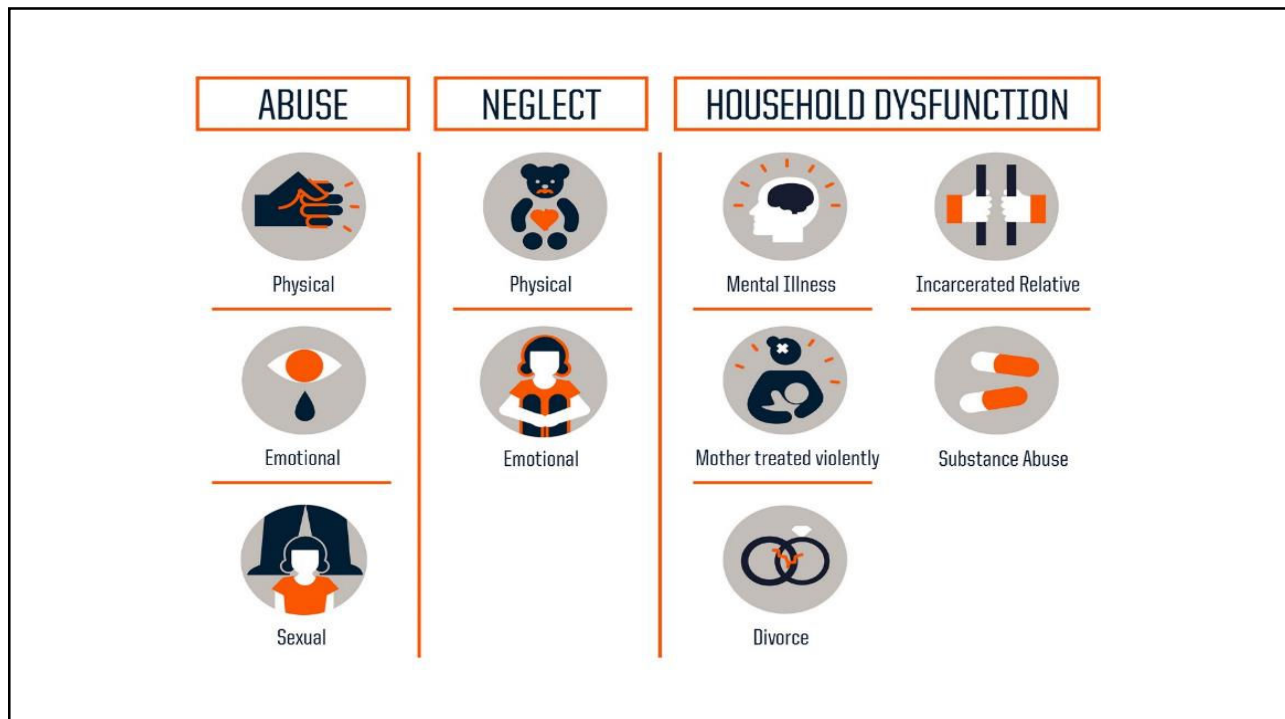 ABUSE
Physical
Emotional
Sexual
NEGLECT
Physical
Emotional
HOUSEHOLD DYSFUNCTION
Mental Illness
Incarcerated Relative
Mother treated violently
Substance Abuse
Divorce